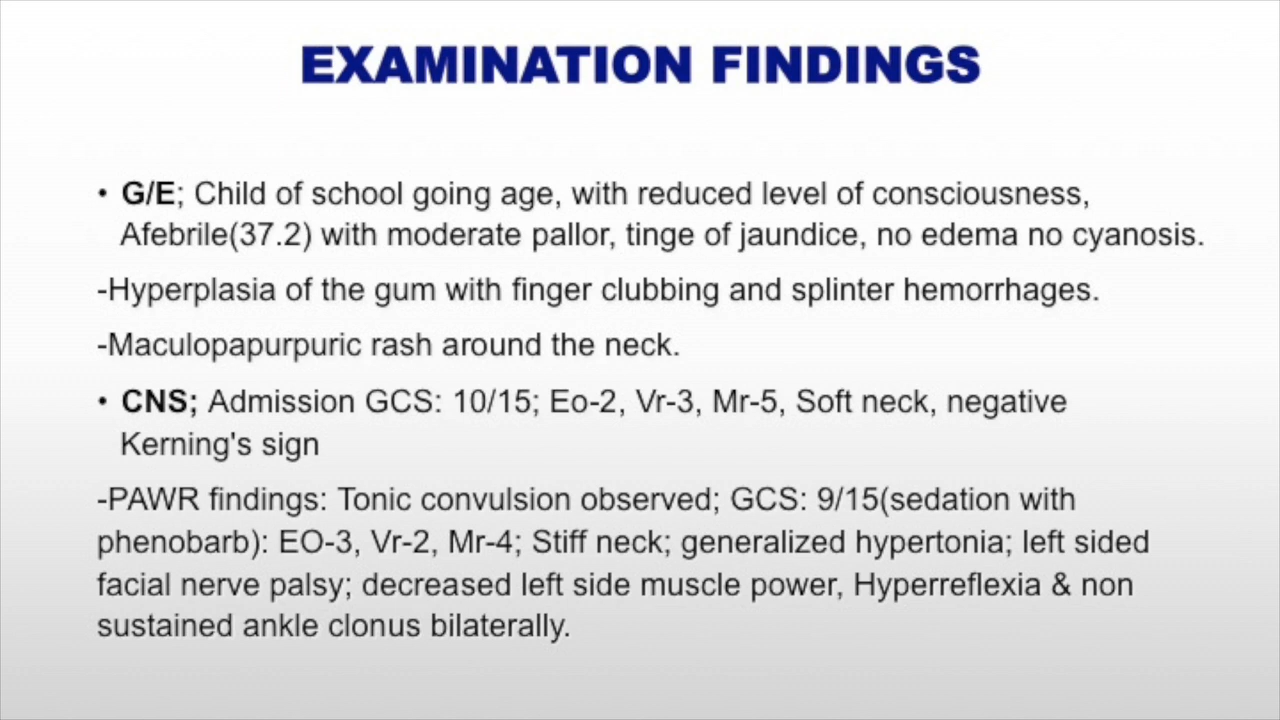 EXAMINATION FINDINGS
• G/E; Child of school going age, with reduced level of consciousness,
Afebrile(37.2) with moderate pallor, tinge of jaundice, no edema no cyanosis.
-Hyperplasia of the gum with finger clubbing and splinter hemorrhages.
-Maculopapurpuric rash around the neck.
• CNS; Admission GCS: 10/15; Eo-2, Vr-3, Mr-5, Soft neck, negative
Kerning's sign
-PAWR findings: Tonic convulsion observed; GCS: 9/15(sedation with
phenobarb): EO-3, Vr-2, Mr-4; Stiff neck; generalized hypertonia; left sided
facial nerve palsy; decreased left side muscle power, Hyperreflexia & non
sustained ankle clonus bilaterally.